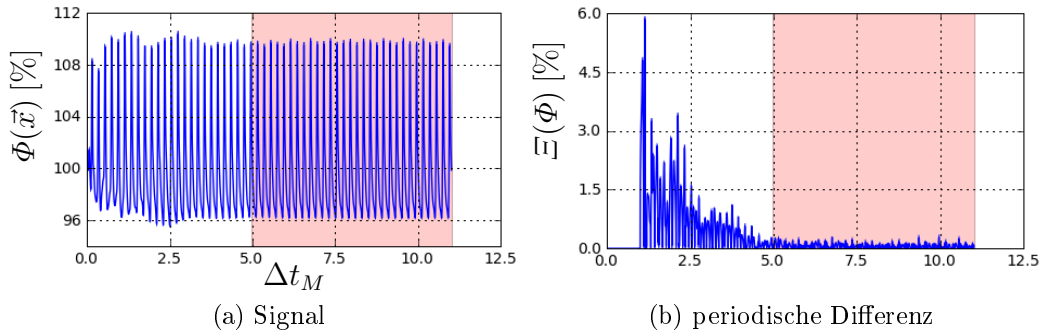 Φ(x⃗) [%]
112
108
104
100
96
0.0 2.5 5.0 7.5 10.0 12.5
Δt_M
(a) Signal
Ξ(Φ) [%]
6.0
4.5
3.0
1.5
0.0
0.0 2.5 5.0 7.5 10.0 12.5
(b) periodische Differenz